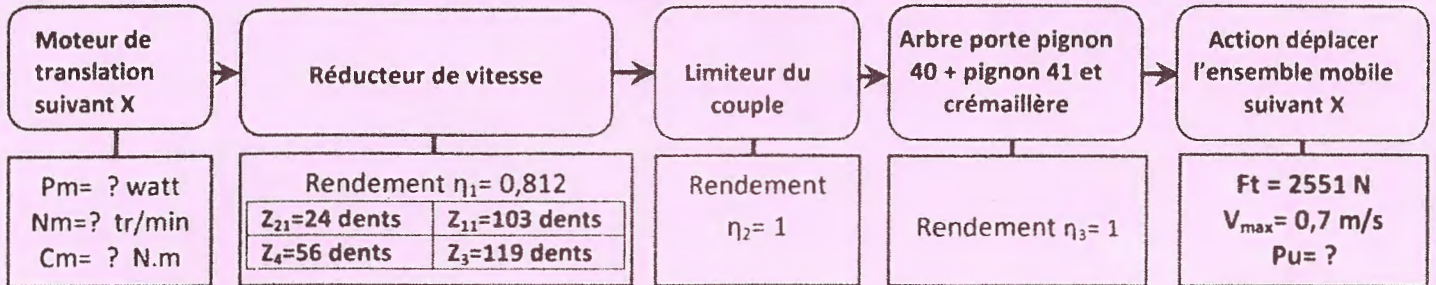 Moteur de
translation
suivant X
Réducteur de vitesse
Limiteur du
couple
Arbre porte pignon
40 + pignon 41 et
crémaillère
Action déplacer
l'ensemble mobile
suivant X
Pm= ? watt
Nm=? tr/min
Cm= ? N.m
Rendement η₁= 0,812
Z₂₁=24 dents Z₁₁=103 dents
Z₄=56 dents Z₃=119 dents
Rendement
η₂= 1
Rendement η₃= 1
Ft = 2551 N
Vₘₐₓ= 0,7 m/s
Pu= ?